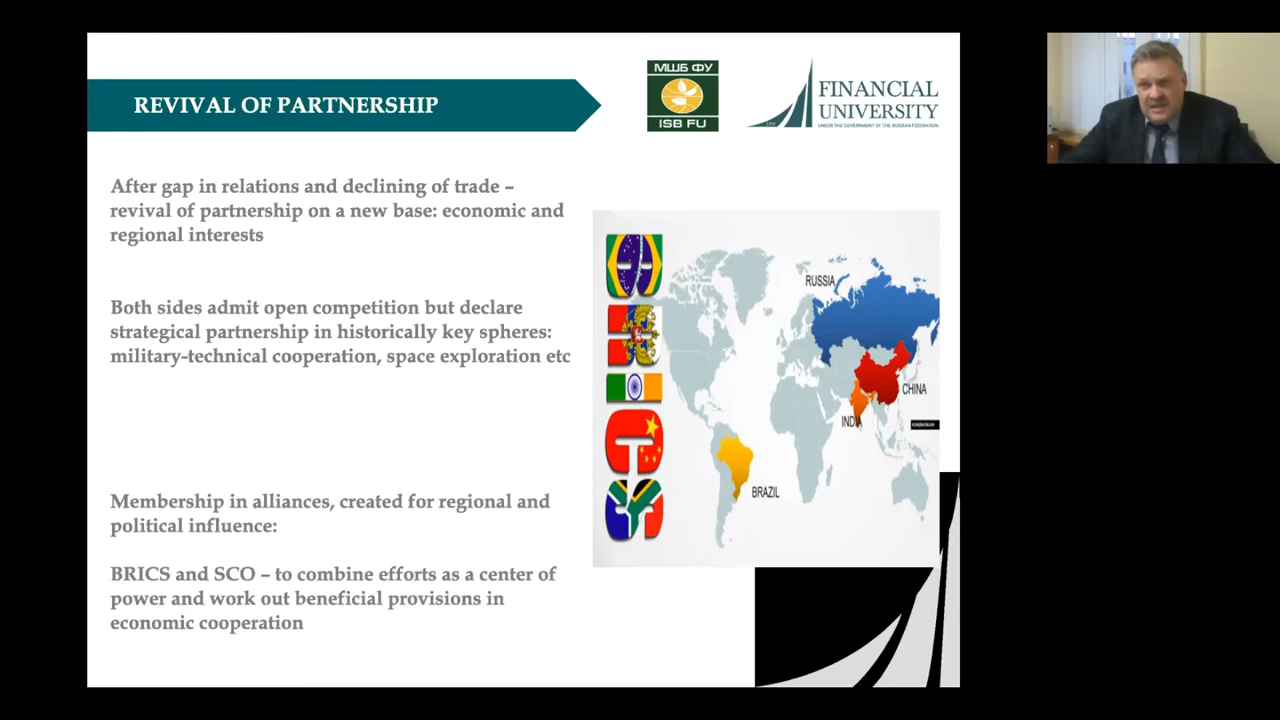 REVIVAL OF PARTNERSHIP
МШБ ФУ
ISB FU
FINANCIAL
UNIVERSITY
UNDER THE GOVERNMENT OF THE RUSSIAN FEDERATION
After gap in relations and declining of trade –
revival of partnership on a new base: economic and
regional interests
Both sides admit open competition but declare
strategical partnership in historically key spheres:
military-technical cooperation, space exploration etc
Membership in alliances, created for regional and
political influence:
BRICS and SCO – to combine efforts as a center of
power and work out beneficial provisions in
economic cooperation
BRICS
RUSSIA
CHINA
INDIA
BRAZIL